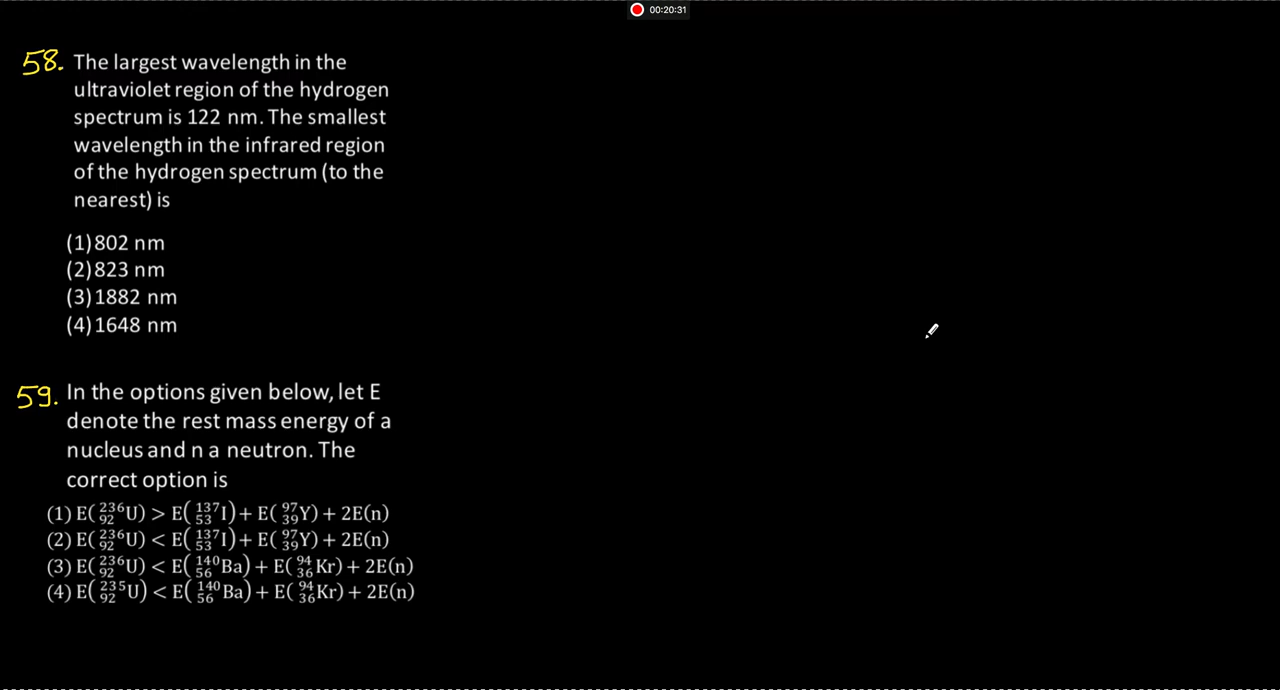 00:20:31
58. The largest wavelength in the
ultraviolet region of the hydrogen
spectrum is 122 nm. The smallest
wavelength in the infrared region
of the hydrogen spectrum (to the
nearest) is
(1)802 nm
(2)823 nm
(3)1882 nm
(4)1648 nm
59. In the options given below, let E
denote the rest mass energy of a
nucleus and n a neutron. The
correct option is
(1) E(²³⁶₉₂U) > E(¹³⁷₅₃I) + E(⁹⁷₃₉Y) + 2E(n)
(2) E(²³⁶₉₂U) < E(¹³⁷₅₃I) + E(⁹⁷₃₉Y) + 2E(n)
(3) E(²³⁶₉₂U) < E(¹⁴⁰₅₆Ba) + E(⁹⁴₃₆Kr) + 2E(n)
(4) E(²³⁵₉₂U) < E(¹⁴⁰₅₆Ba) + E(⁹⁴₃₆Kr) + 2E(n)